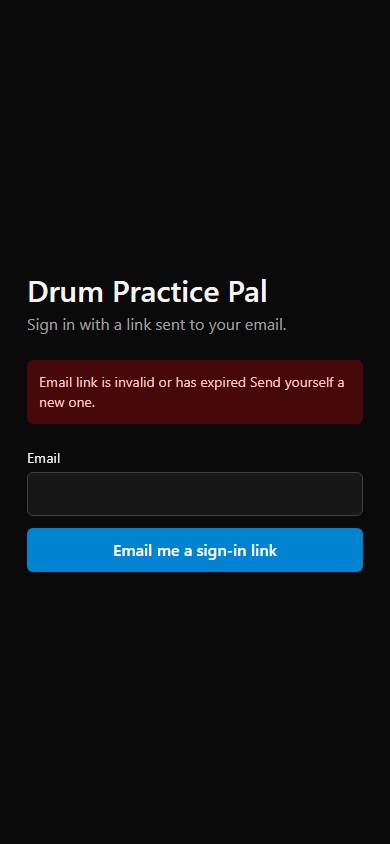 Drum Practice Pal
Sign in with a link sent to your email.
Email link is invalid or has expired Send yourself a
new one.
Email
Email me a sign-in link